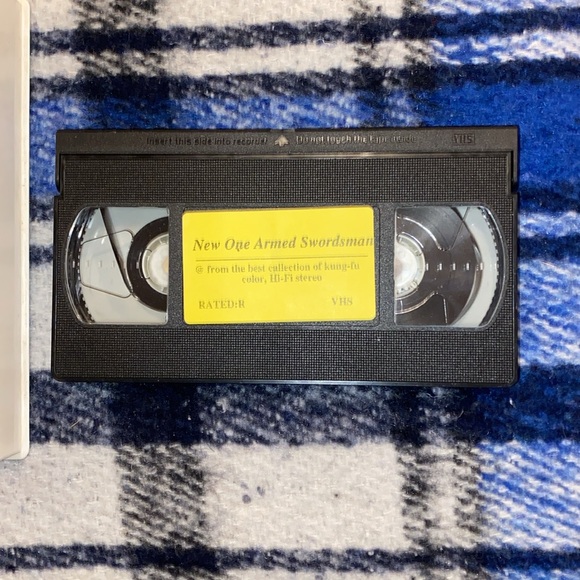 Insert this side into recorder Do not touch the tape inside VHS
New One Armed Swordsman
@ from the best collection of kung-fu
color, Hi-Fi stereo
RATED:R VHS